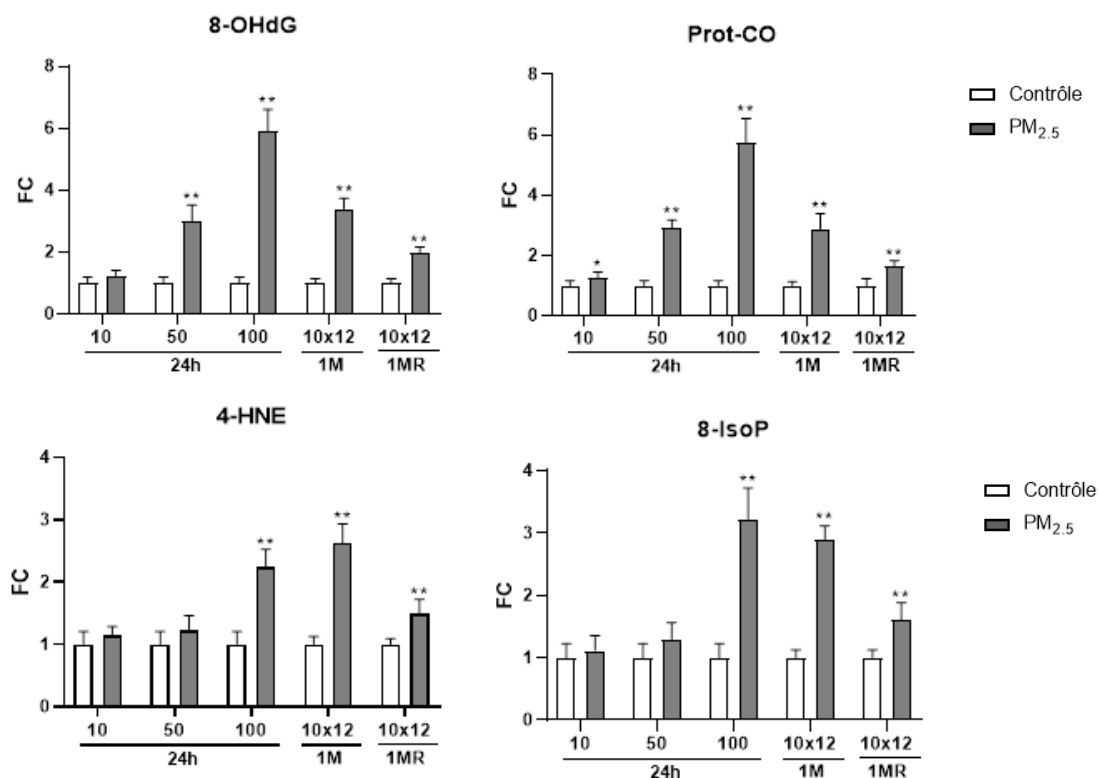 8-OHdG
FC
8
6
4
2
0
** ** ** **
10 50 100 10x12 10x12
24h 1M 1MR
Prot-CO
FC
8
6
4
2
0
* ** ** ** **
10 50 100 10x12 10x12
24h 1M 1MR
Contrôle
PM2.5
4-HNE
FC
4
3
2
1
0
** ** **
10 50 100 10x12 10x12
24h 1M 1MR
8-IsoP
FC
4
3
2
1
0
** ** **
10 50 100 10x12 10x12
24h 1M 1MR
Contrôle
PM2.5